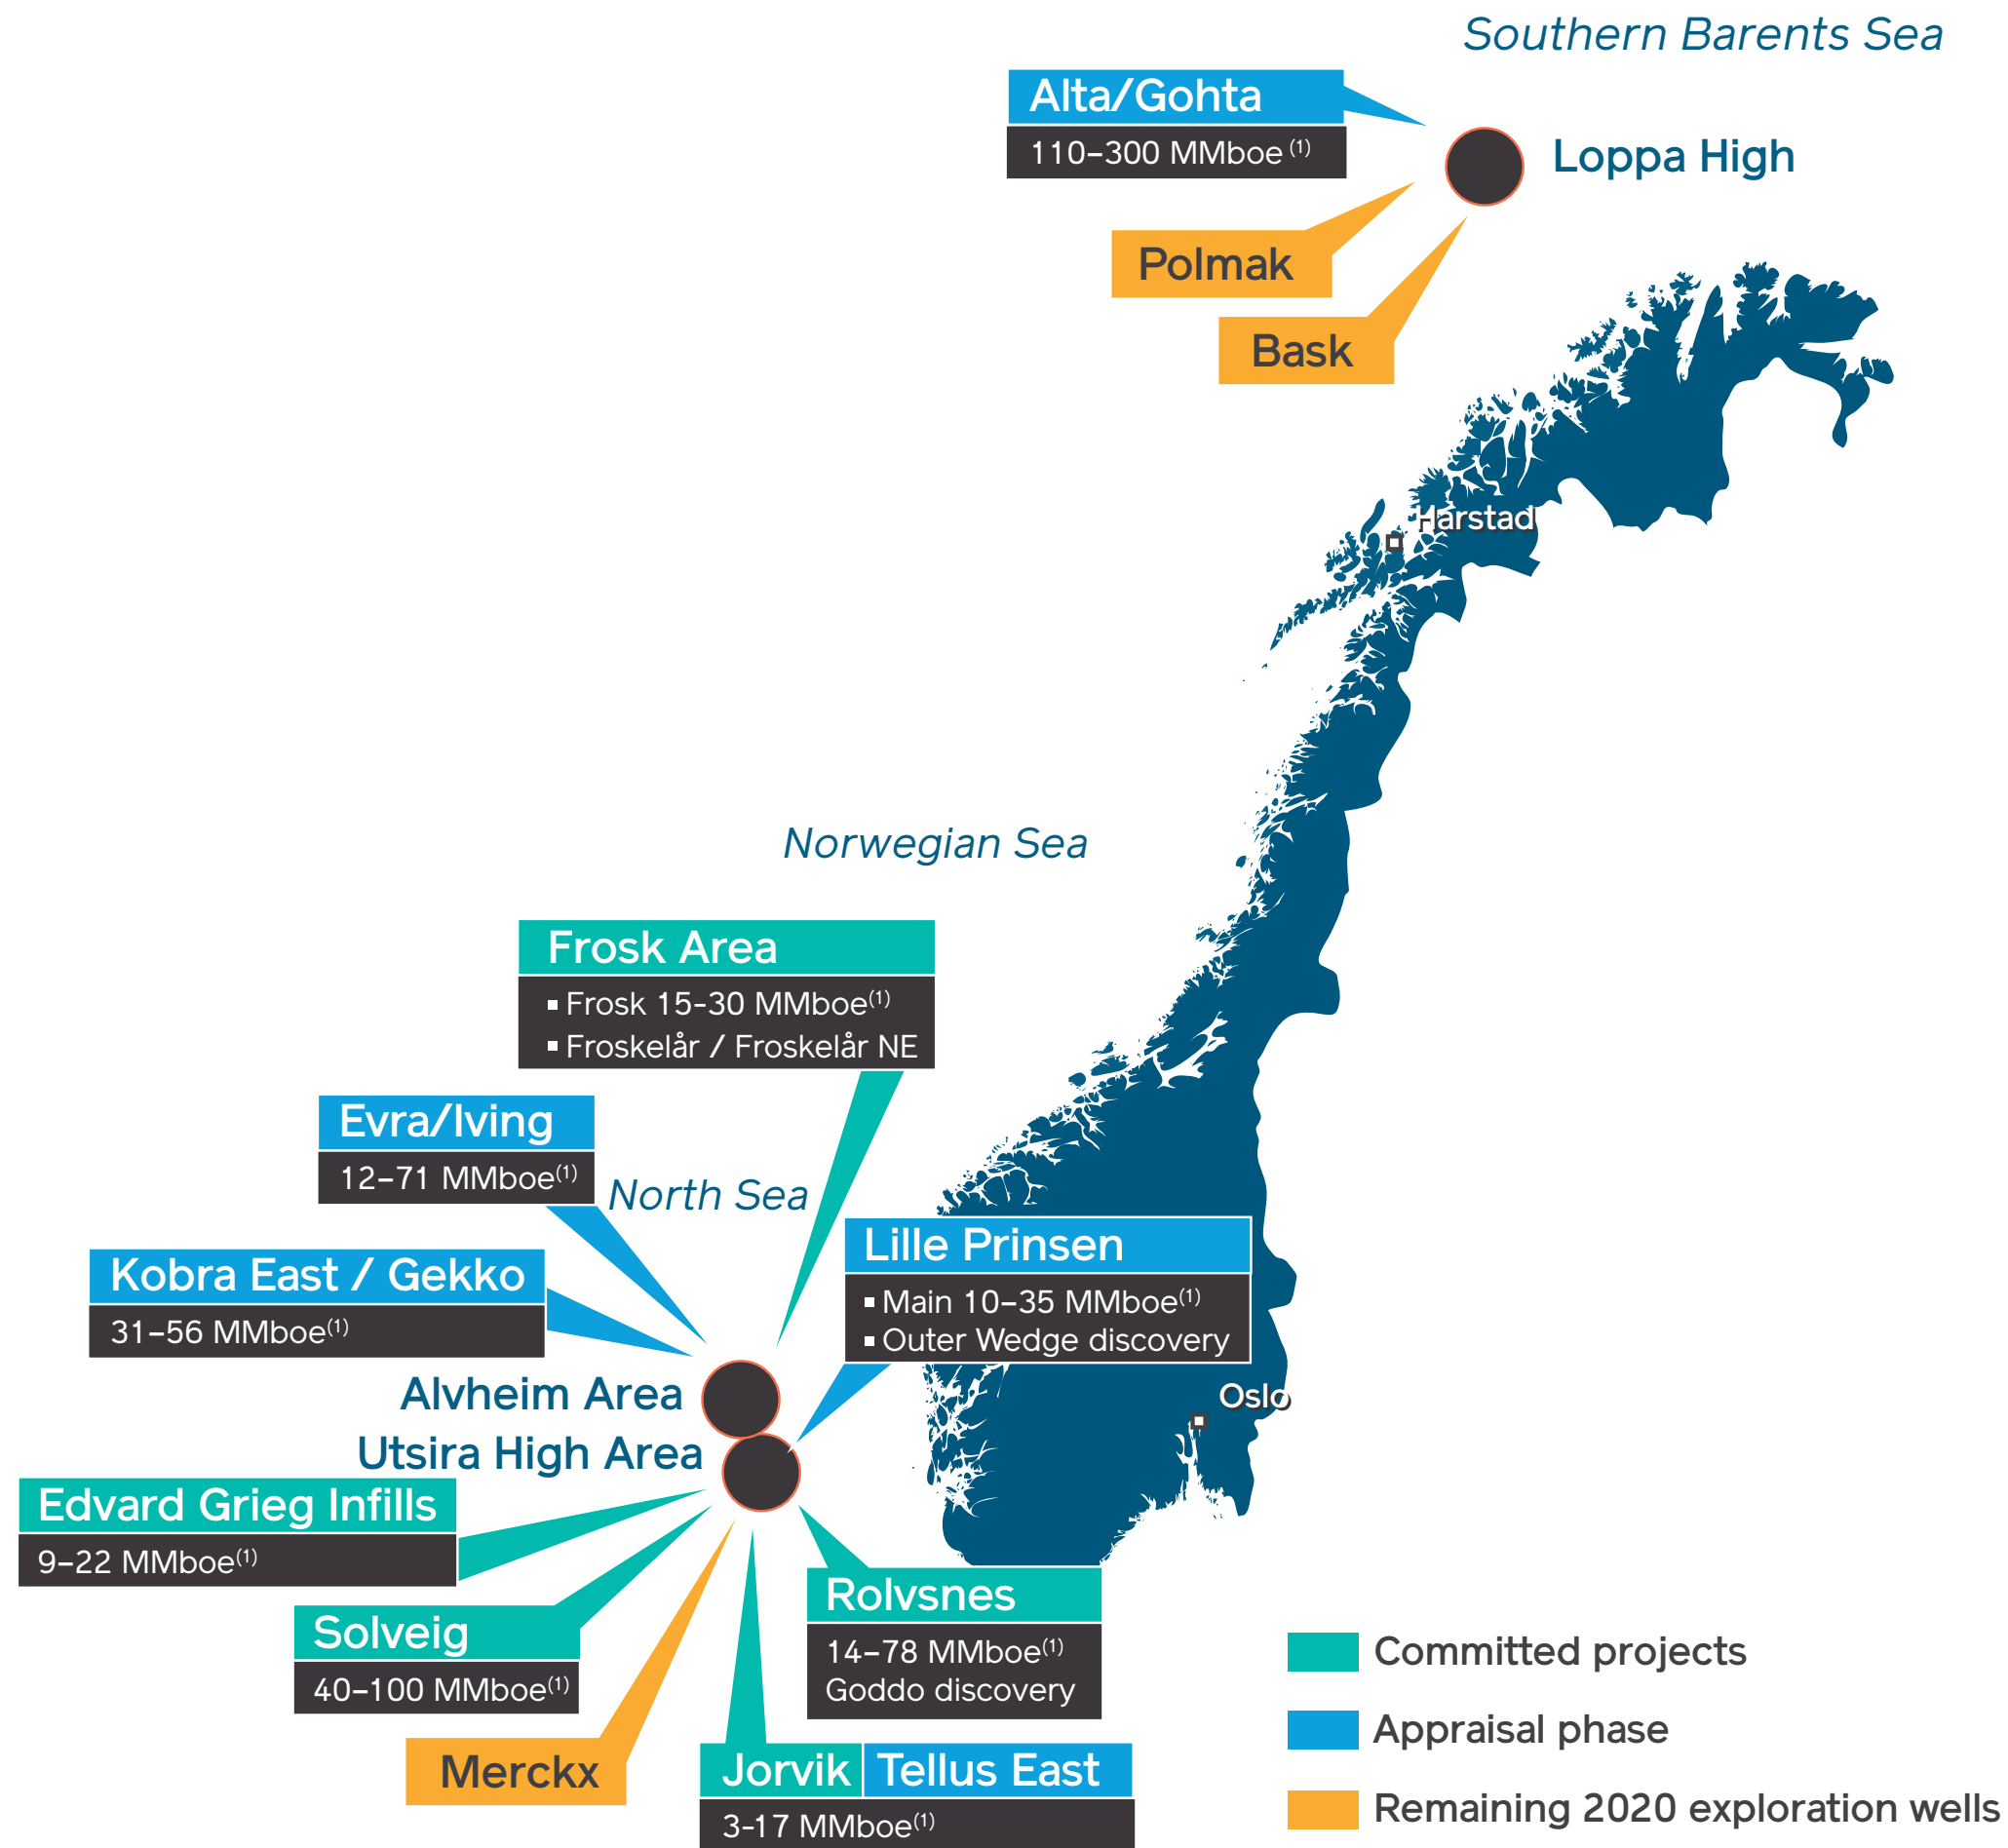 Southern Barents Sea
Alta/Gohta
110–300 MMboe (1)
Loppa High
Polmak
Bask
Harstad
Norwegian Sea
Frosk Area
▪ Frosk 15-30 MMboe(1)
▪ Froskelår / Froskelår NE
Evra/Iving
12–71 MMboe(1)
North Sea
Lille Prinsen
▪ Main 10–35 MMboe(1)
▪ Outer Wedge discovery
Kobra East / Gekko
31–56 MMboe(1)
Alvheim Area
Oslo
Utsira High Area
Edvard Grieg Infills
9–22 MMboe(1)
Solveig
40–100 MMboe(1)
Rolvsnes
14–78 MMboe(1)
Goddo discovery
Merckx
Jorvik Tellus East
3-17 MMboe(1)
Committed projects
Appraisal phase
Remaining 2020 exploration wells